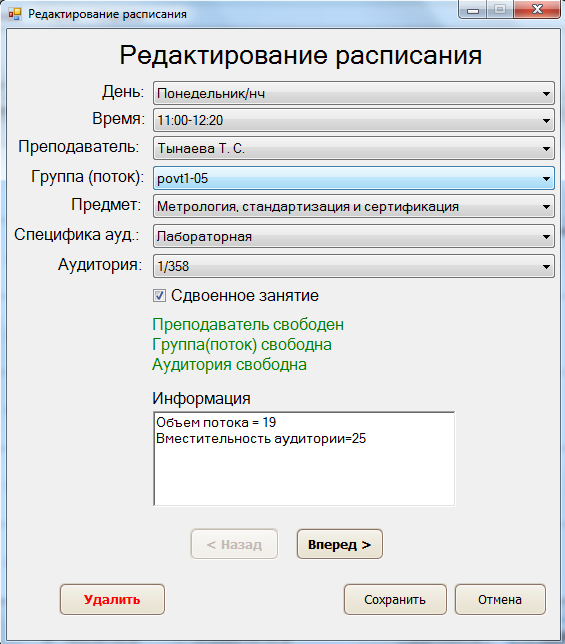 Редактирование расписания
Редактирование расписания
День: Понедельник/нч
Время: 11:00-12:20
Преподаватель: Тынаева Т. С.
Группа (поток): povt1-05
Предмет: Метрология, стандартизация и сертификация
Специфика ауд.: Лабораторная
Аудитория: 1/358
Сдвоенное занятие
Преподаватель свободен
Группа(поток) свободна
Аудитория свободна
Информация
Объем потока = 19
Вместительность аудитории=25
< Назад Вперед >
Удалить Сохранить Отмена